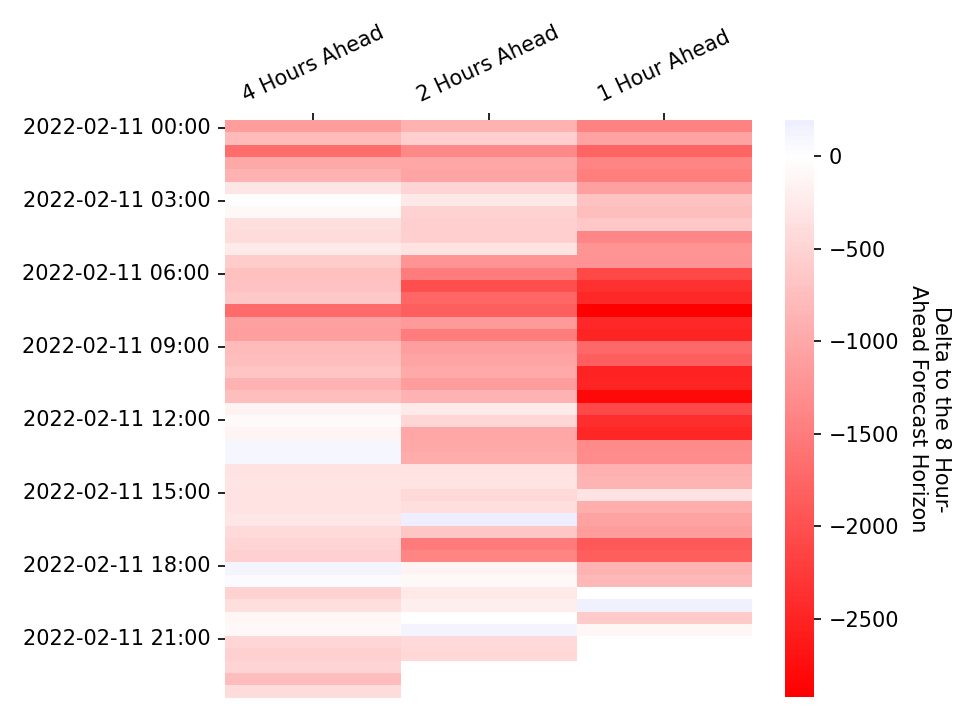 4 Hours Ahead
2 Hours Ahead
1 Hour Ahead
2022-02-11 00:00
2022-02-11 03:00
2022-02-11 06:00
2022-02-11 09:00
2022-02-11 12:00
2022-02-11 15:00
2022-02-11 18:00
2022-02-11 21:00
0
−500
−1000
−1500
−2000
−2500
Delta to the 8 Hour-
Ahead Forecast Horizon